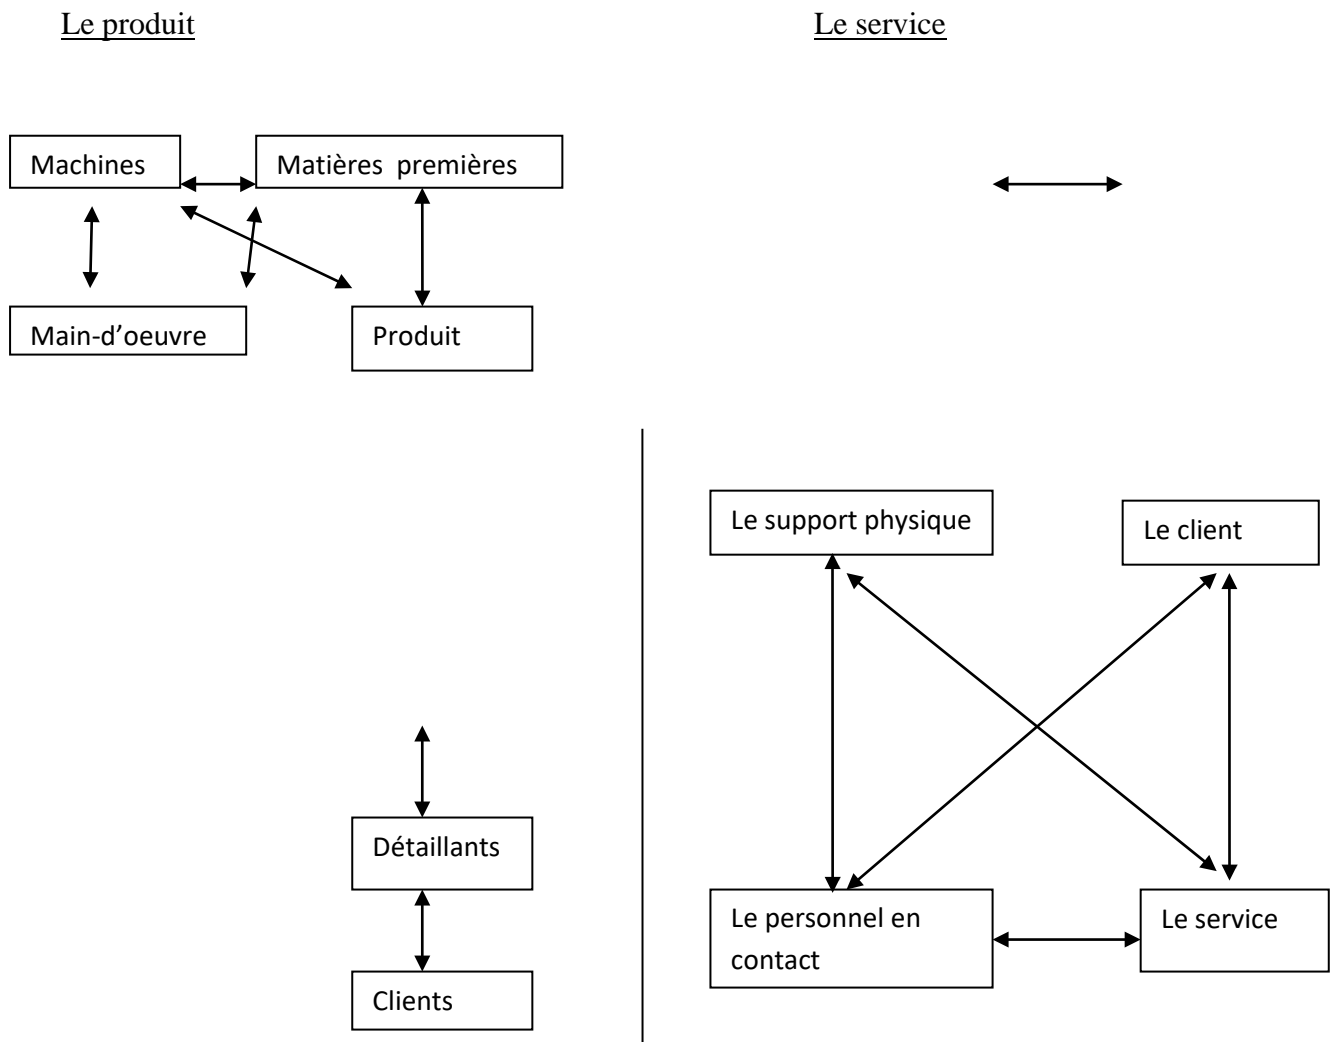 Le produit
Le service
Machines
Matières premières
Main-d'oeuvre
Produit
Le support physique
Le client
Détaillants
Le personnel en
contact
Le service
Clients